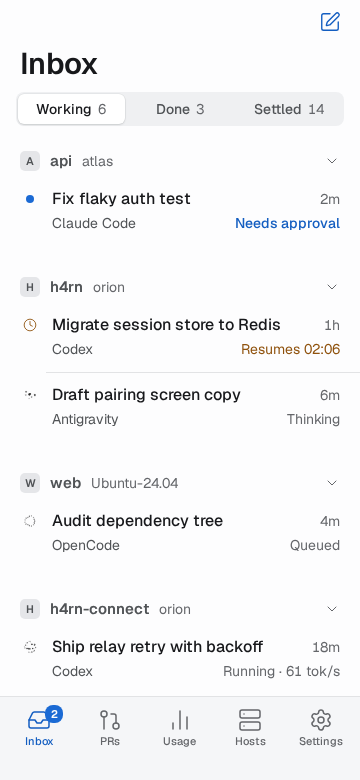 Inbox
Working 6 Done 3 Settled 14
A api atlas
Fix flaky auth test 2m
Claude Code Needs approval
H h4rn orion
Migrate session store to Redis 1h
Codex Resumes 02:06
Draft pairing screen copy 6m
Antigravity Thinking
W web Ubuntu-24.04
Audit dependency tree 4m
OpenCode Queued
H h4rn-connect orion
Ship relay retry with backoff 18m
Codex Running · 61 tok/s
2
Inbox PRs Usage Hosts Settings